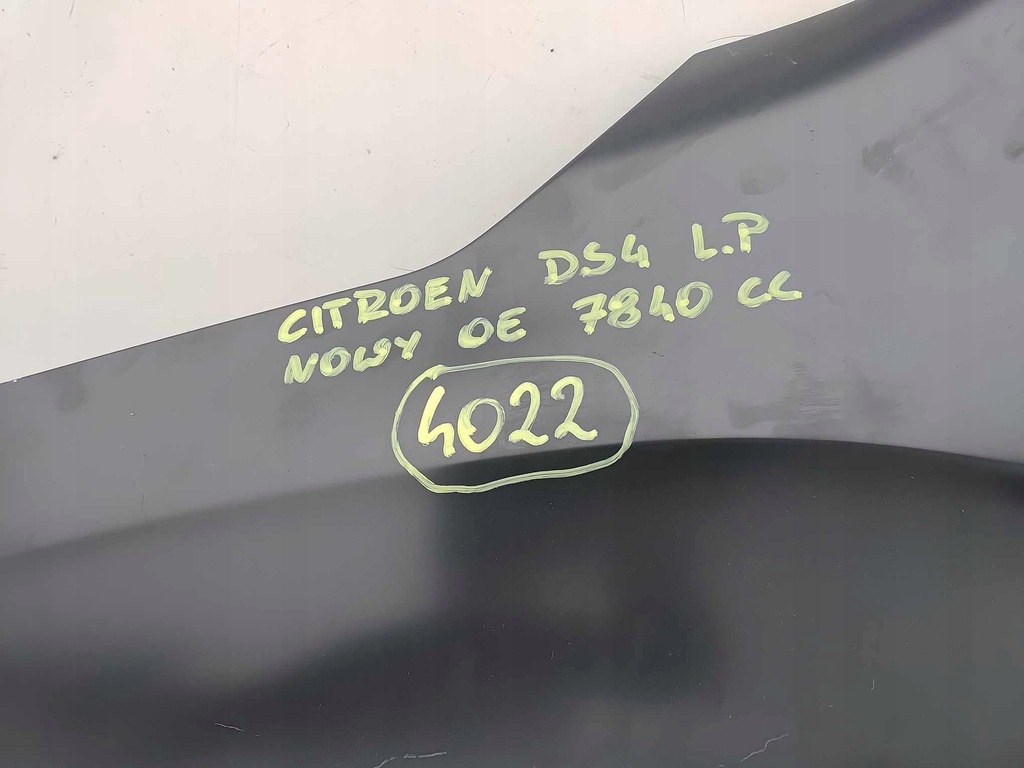 CITROEN DS4 L.P
NOWY OE 7840 CC
4022